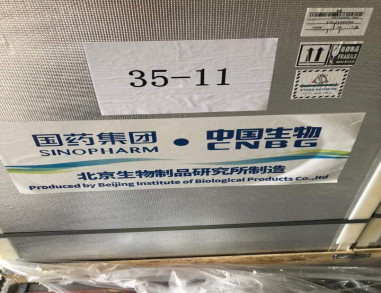 35-11
FRAGILE
国药集团 • 中国生物
SINOPHARM CNBG
北京生物制品研究所制造
Produced by Beijing Institute of Biological Products Co.,ltd